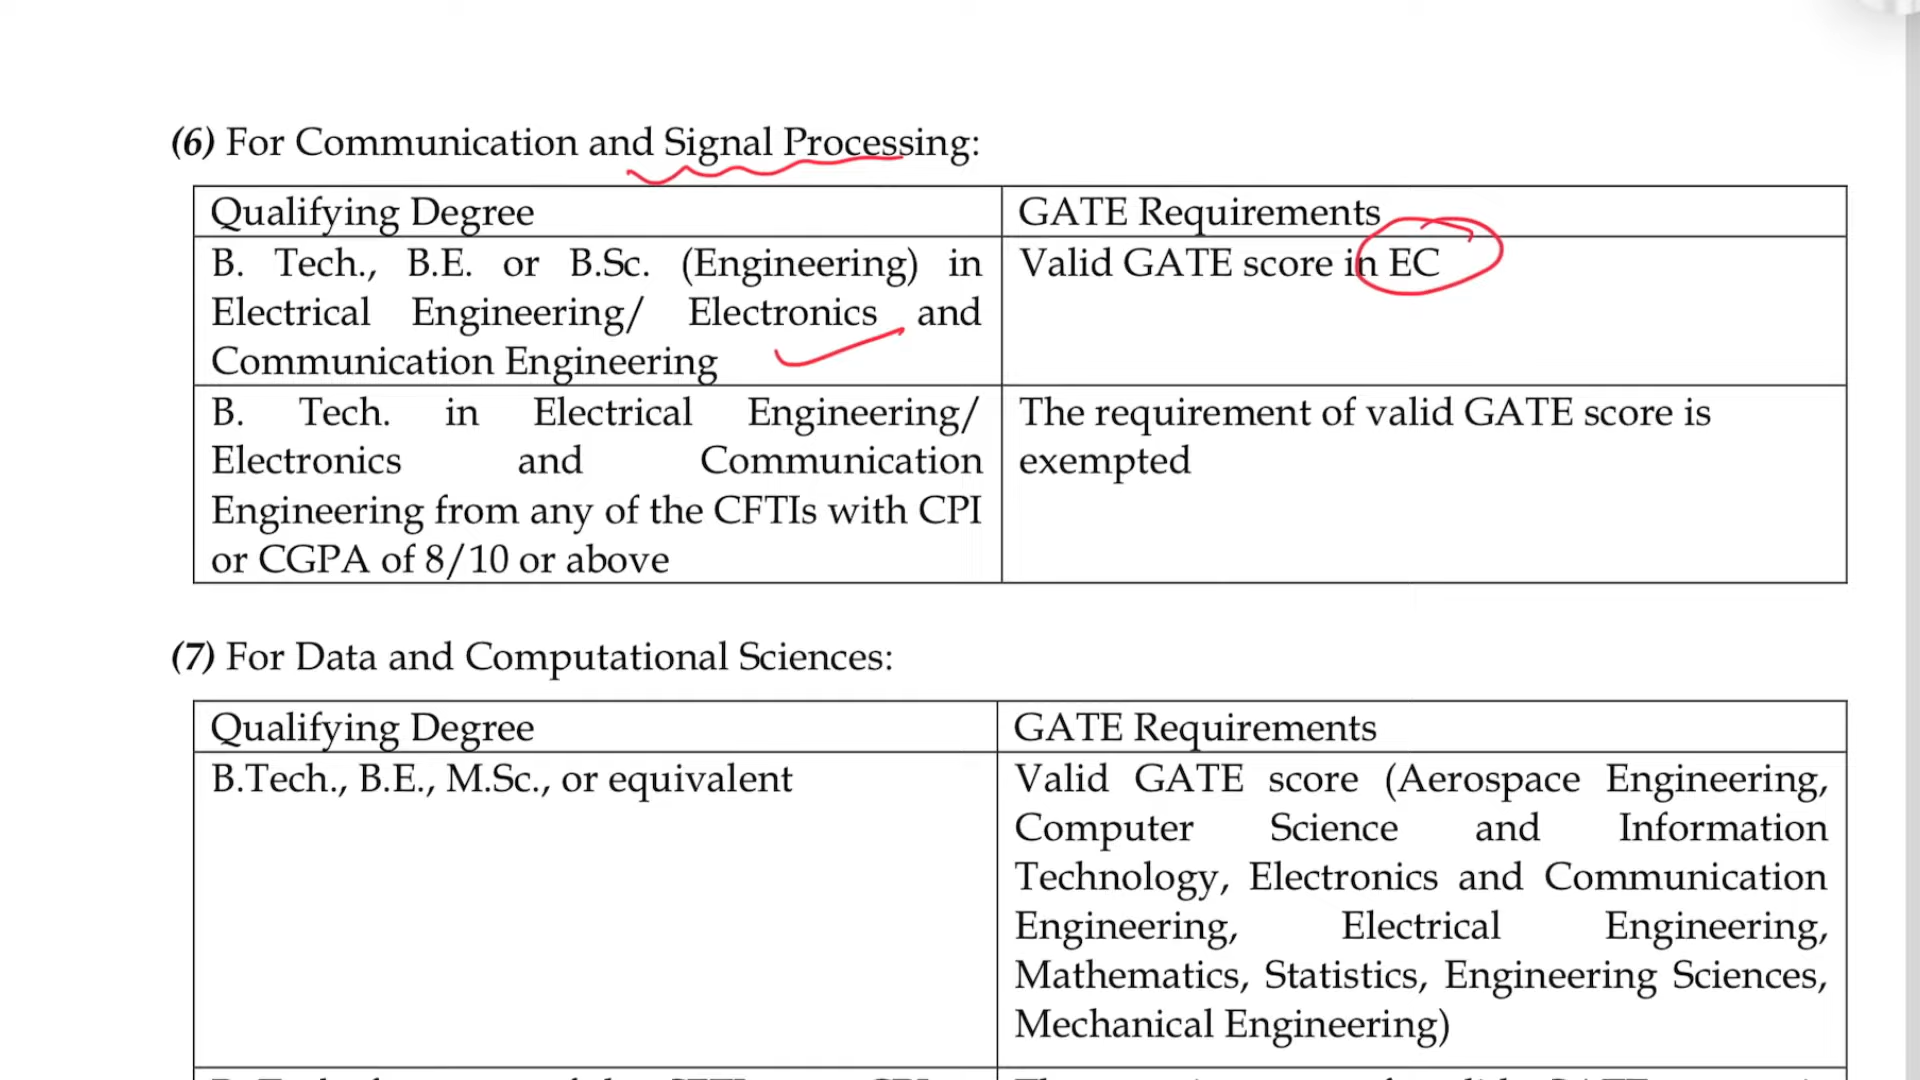 (6) For Communication and Signal Processing:
Qualifying Degree
GATE Requirements
B. Tech., B.E. or B.Sc. (Engineering) in
Electrical Engineering/ Electronics and
Communication Engineering
Valid GATE score in EC
B. Tech. in Electrical Engineering/
Electronics and Communication
Engineering from any of the CFTIs with CPI
or CGPA of 8/10 or above
The requirement of valid GATE score is
exempted
(7) For Data and Computational Sciences:
Qualifying Degree
GATE Requirements
B.Tech., B.E., M.Sc., or equivalent
Valid GATE score (Aerospace Engineering,
Computer Science and Information
Technology, Electronics and Communication
Engineering, Electrical Engineering,
Mathematics, Statistics, Engineering Sciences,
Mechanical Engineering)